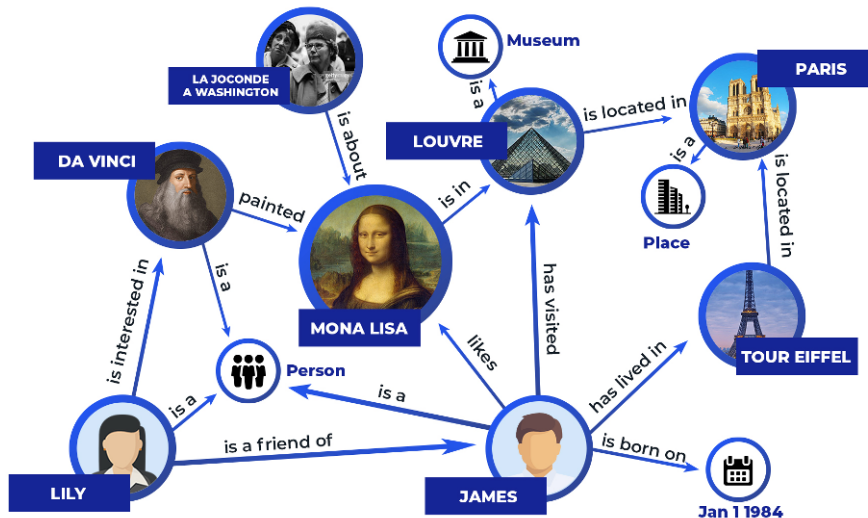 Museum
PARIS
LA JOCONDE
A WASHINGTON
is a
is located in
LOUVRE
is about
DA VINCI
is a
is located in
painted
is in
Place
is a
MONA LISA
has visited
is interested in
likes
TOUR EIFFEL
Person
has lived in
is a
is a
is a friend of
is born on
LILY
JAMES
Jan 1 1984